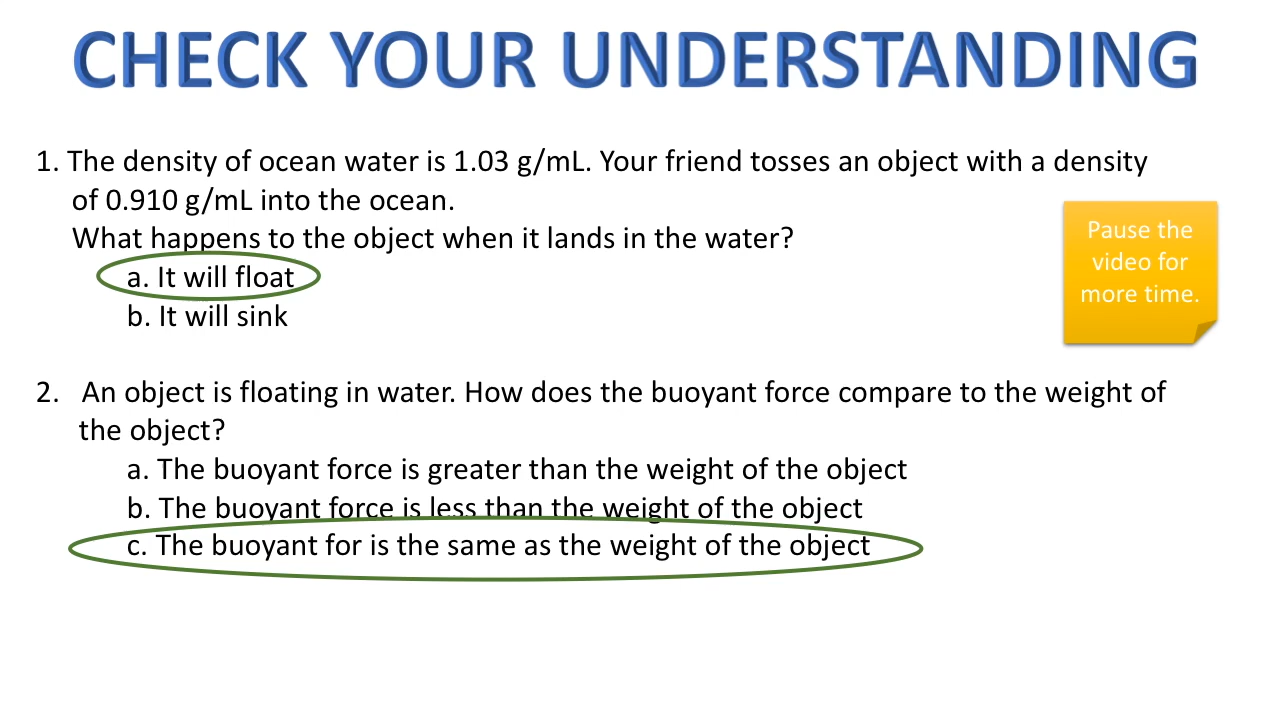 CHECK YOUR UNDERSTANDING
1. The density of ocean water is 1.03 g/mL. Your friend tosses an object with a density
of 0.910 g/mL into the ocean.
What happens to the object when it lands in the water?
a. It will float
b. It will sink
Pause the
video for
more time.
2. An object is floating in water. How does the buoyant force compare to the weight of
the object?
a. The buoyant force is greater than the weight of the object
b. The buoyant force is less than the weight of the object
c. The buoyant for is the same as the weight of the object